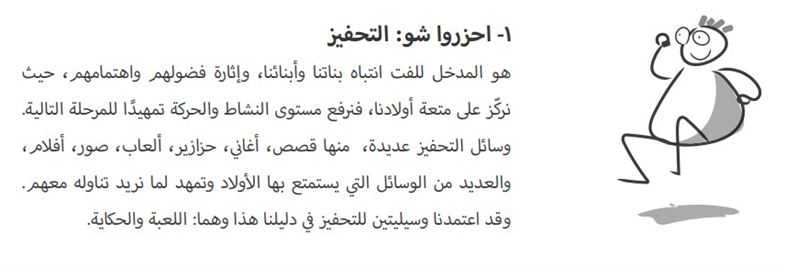 ١- احزروا شو: التحفيز
هو المدخل للفت انتباه بناتنا وأبنائنا، وإثارة فضولهم واهتمامهم، حيث
نركّز على متعة أولادنا، فنرفع مستوى النشاط والحركة تمهيدًا للمرحلة التالية.
وسائل التحفيز عديدة، منها قصص، أغاني، حزازير، ألعاب، صور، أفلام،
والعديد من الوسائل التي يستمتع بها الأولاد وتمهد لما نريد تناوله معهم.
وقد اعتمدنا وسيليتين للتحفيز في دليلنا هذا وهما: اللعبة والحكاية.